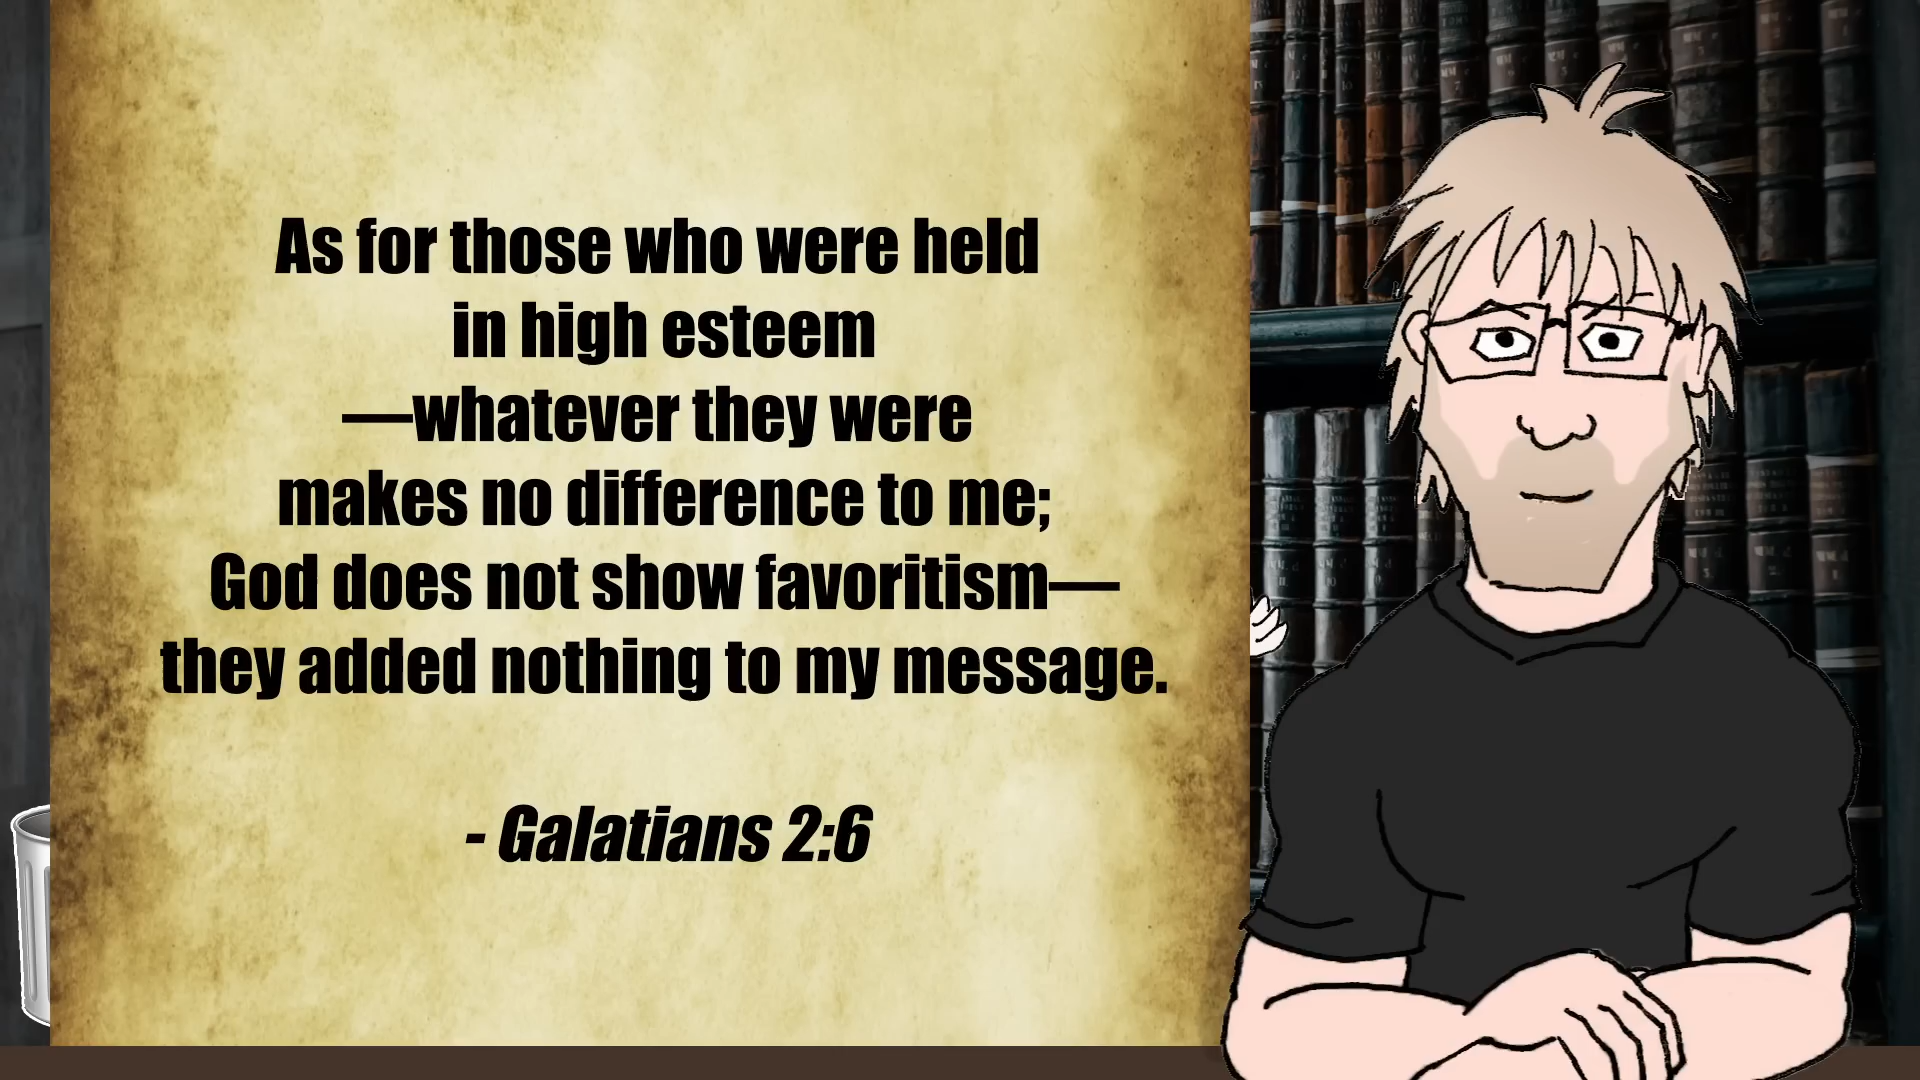 As for those who were held
in high esteem
—whatever they were
makes no difference to me;
God does not show favoritism—
they added nothing to my message.
- Galatians 2:6